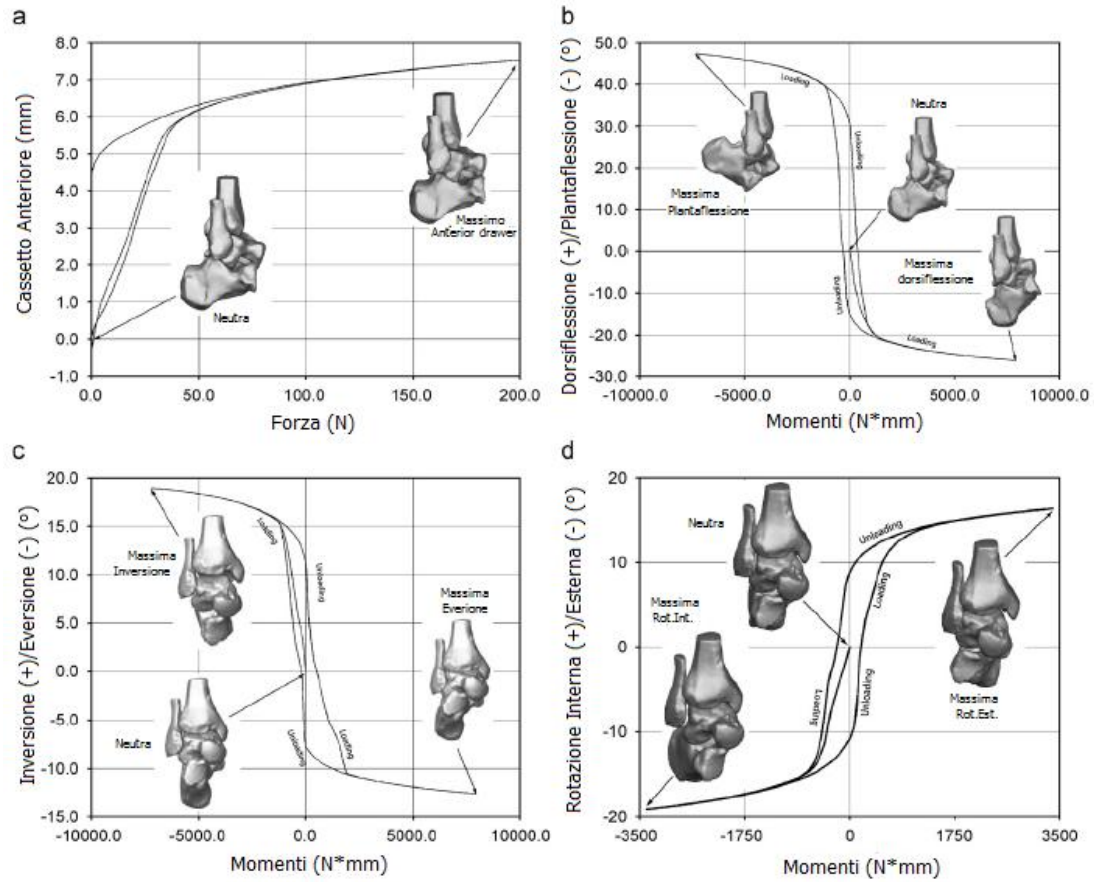 a
Cassetto Anteriore (mm)
8.0
7.0
6.0
5.0
4.0
3.0
2.0
1.0
0.0
-1.0
Massimo
Anterior drawer
Neutra
0.0 50.0 100.0 150.0 200.0
Forza (N)
b
Dorsiflessione (+)/Plantaflessione (-) (º)
50.0
40.0
30.0
20.0
10.0
0.0
-10.0
-20.0
-30.0
Loading
Unloading
Neutra
Massima
Plantaflessione
Massima
dorsiflessione
Unloading
Loading
-10000.0 -5000.0 0.0 5000.0 10000.0
Momenti (N*mm)
c
Inversione (+)/Eversione (-) (º)
20.0
15.0
10.0
5.0
0.0
-5.0
-10.0
-15.0
Loading
Unloading
Massima
Inversione
Massima
Everione
Neutra
Unloading
Loading
-10000.0 -5000.0 0.0 5000.0 10000.0
Momenti (N*mm)
d
Rotazione Interna (+)/Esterna (-) (º)
20
10
0
-10
-20
Neutra
Unloading
Loading
Massima
Rot.Int.
Loading
Unloading
Massima
Rot.Est.
-3500 -1750 0 1750 3500
Momenti (N*mm)